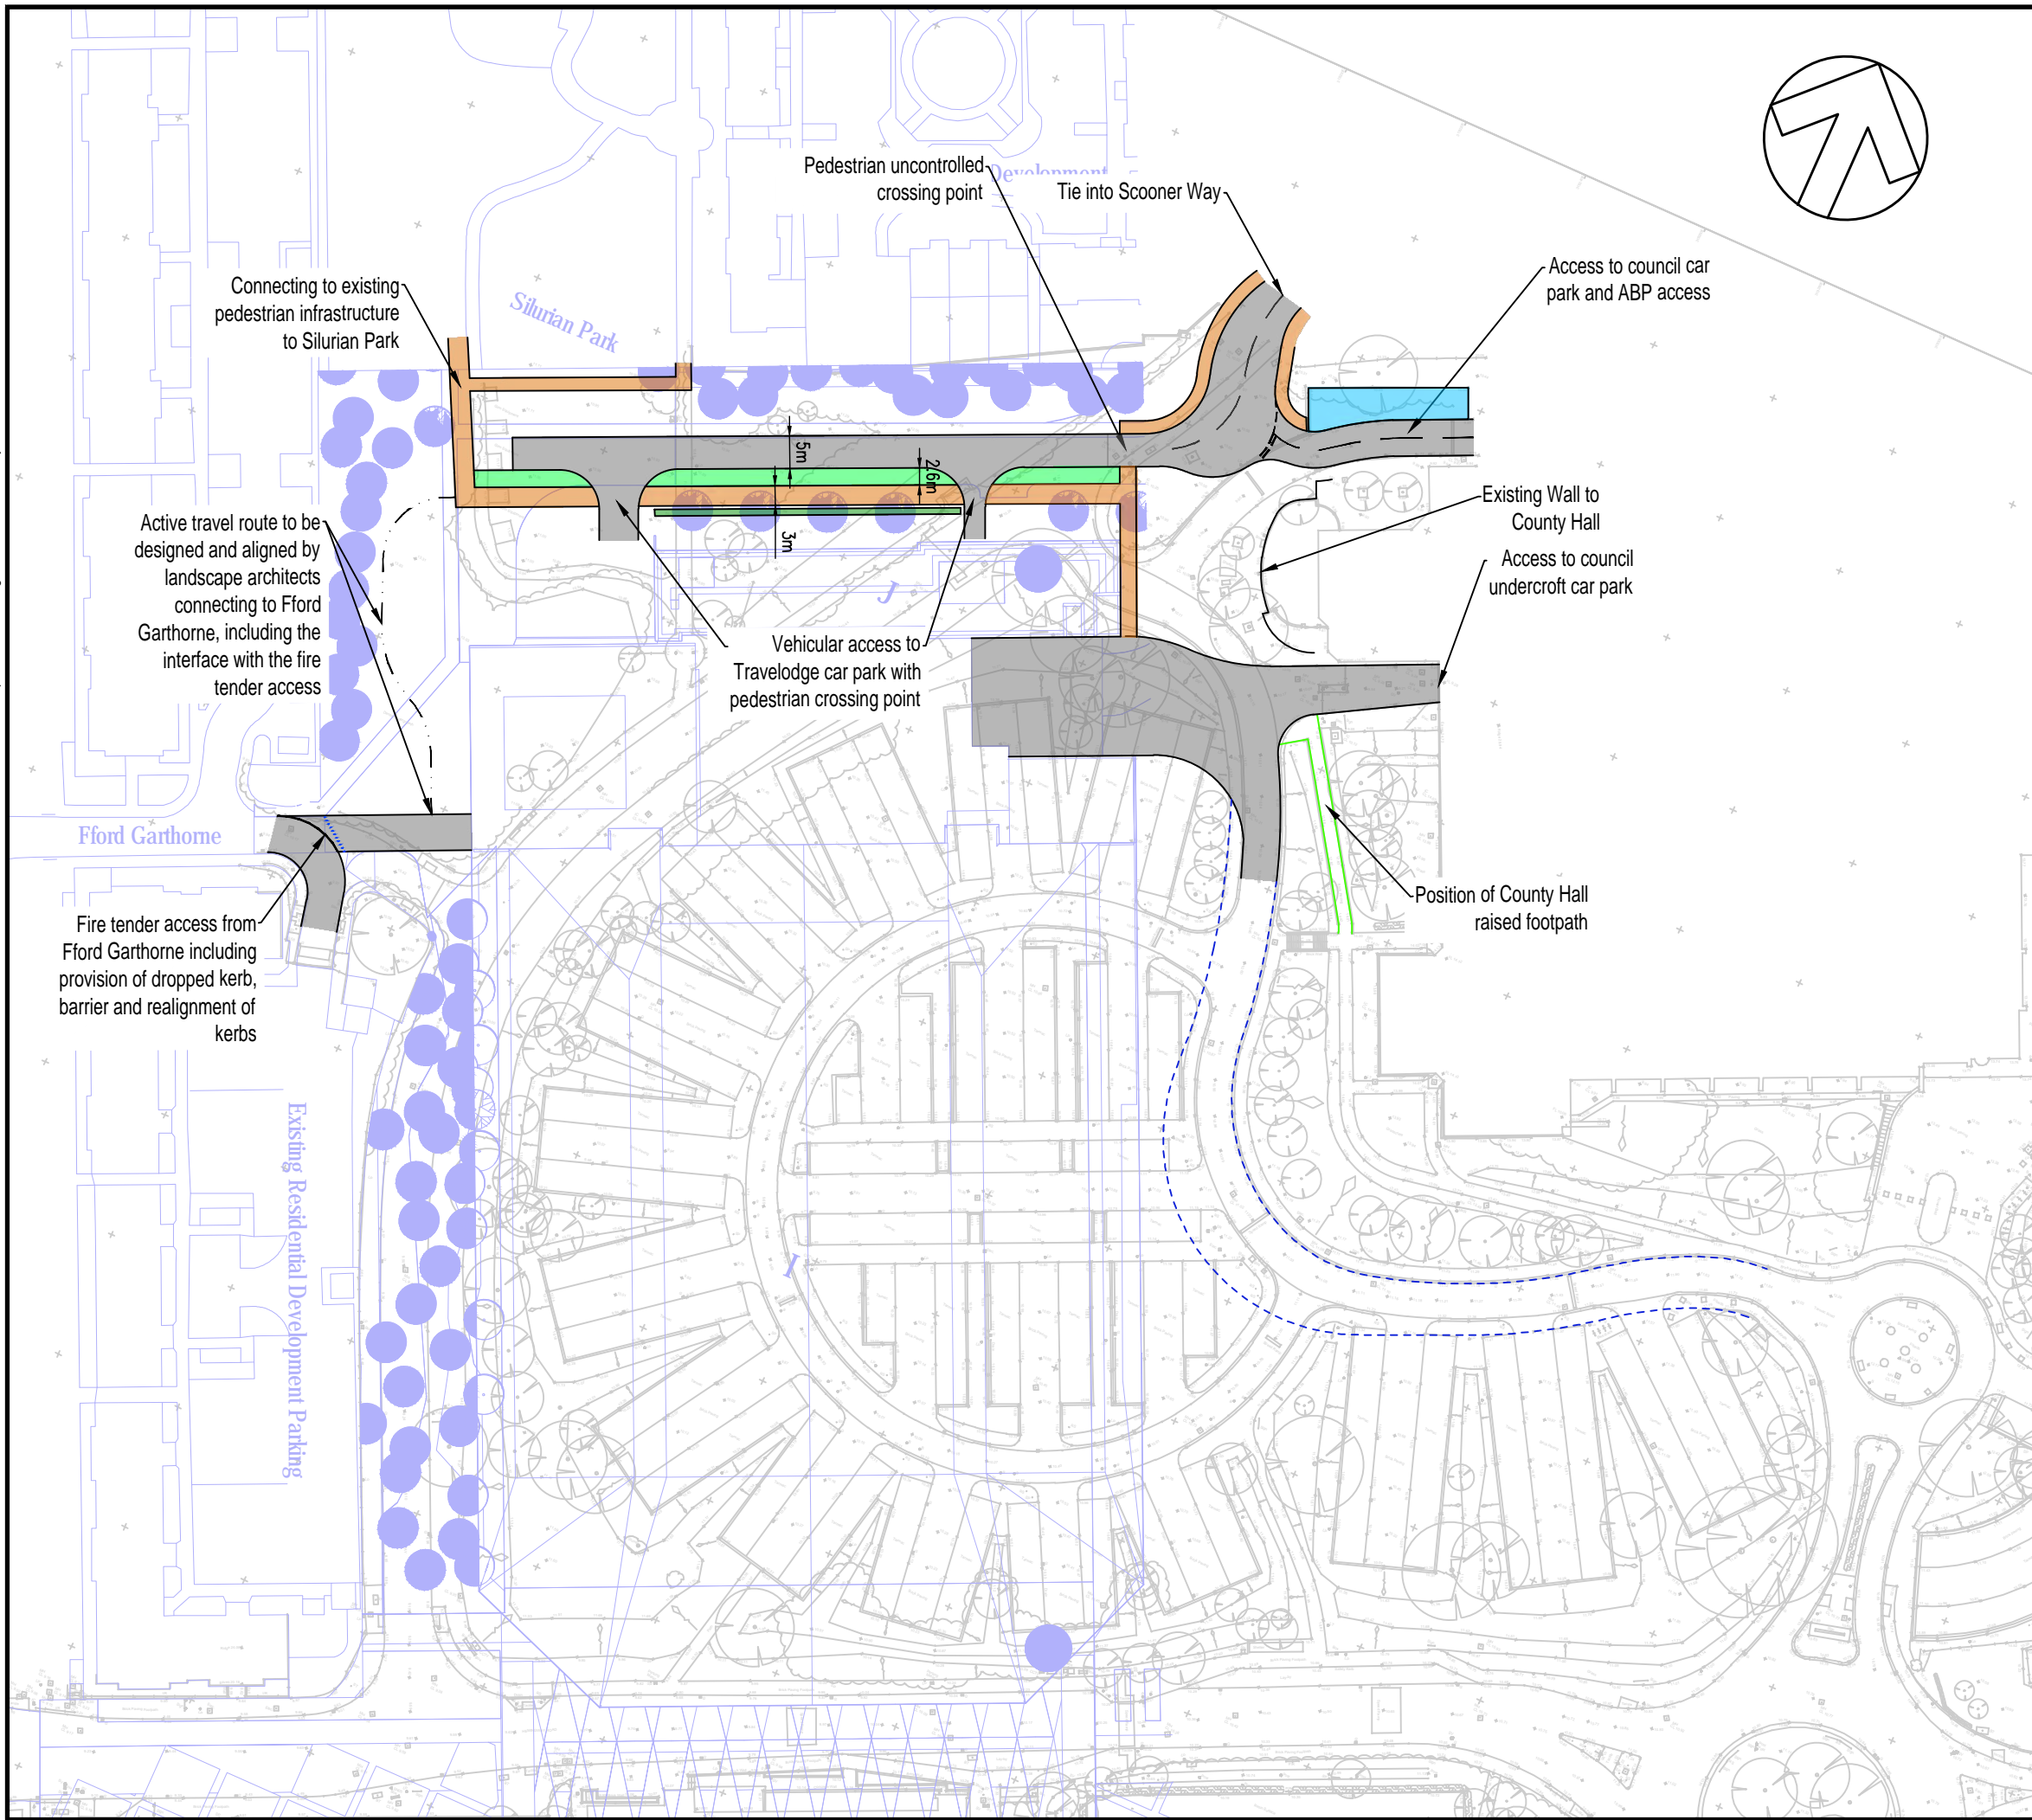 Pedestrian uncontrolled
crossing point
Development
Tie into Scooner Way
Access to council car
park and ABP access
Connecting to existing
pedestrian infrastructure
to Silurian Park
Silurian Park
5m
2.6m
3m
Existing Wall to
County Hall
Access to council
undercroft car park
Active travel route to be
designed and aligned by
landscape architects
connecting to Fford
Garthorne, including the
interface with the fire
tender access
J
Vehicular access to
Travelodge car park with
pedestrian crossing point
Fford Garthorne
Position of County Hall
raised footpath
Fire tender access from
Fford Garthorne including
provision of dropped kerb,
barrier and realignment of
kerbs
Existing Residential Development Parking
I